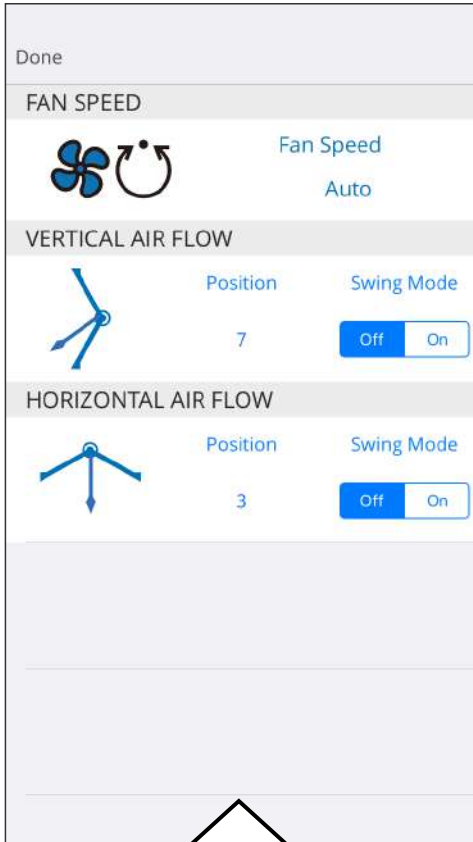 Done
FAN SPEED
Fan Speed
Auto
VERTICAL AIR FLOW
Position Swing Mode
7 Off On
HORIZONTAL AIR FLOW
Position Swing Mode
3 Off On